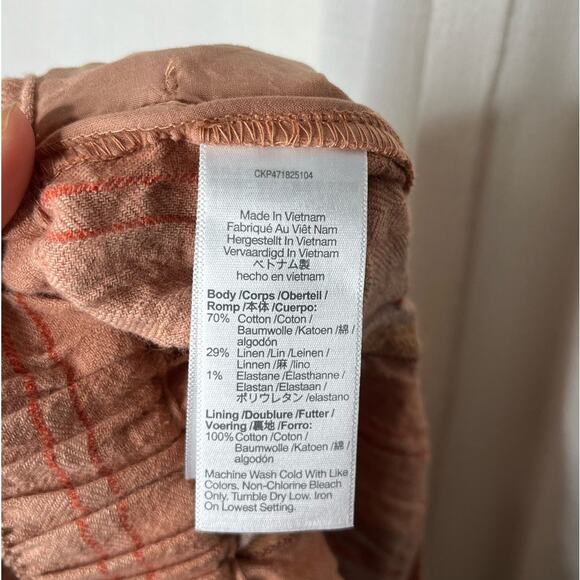 CKP471825104
Made In Vietnam
Fabriqué Au Viêt Nam
Hergestellt In Vietnam
Vervaardigd In Vietnam
ベトナム製
hecho en vietnam
Body /Corps /Oberteil /
Romp /本体 /Cuerpo:
70% Cotton /Coton /
Baumwolle /Katoen /綿 /
algodón
29% Linen /Lin /Leinen /
Linnen /麻 /lino
1% Elastane /Élasthanne /
Elastan /Elastaan /
ポリウレタン /elastano
Lining /Doublure /Futter /
Voering /裏地 /Forro:
100% Cotton /Coton /
Baumwolle /Katoen /綿 /
algodón
Machine Wash Cold With Like
Colors. Non-Chlorine Bleach
Only. Tumble Dry Low. Iron
On Lowest Setting.